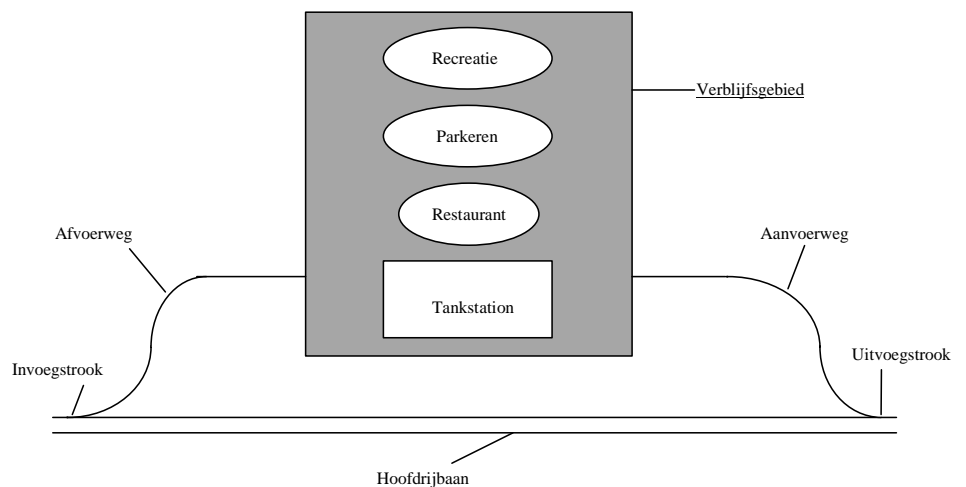 Recreatie
Verblijfsgebied
Parkeren
Restaurant
Afvoerweg
Aanvoerweg
Tankstation
Invoegstrook
Uitvoegstrook
Hoofdrijbaan